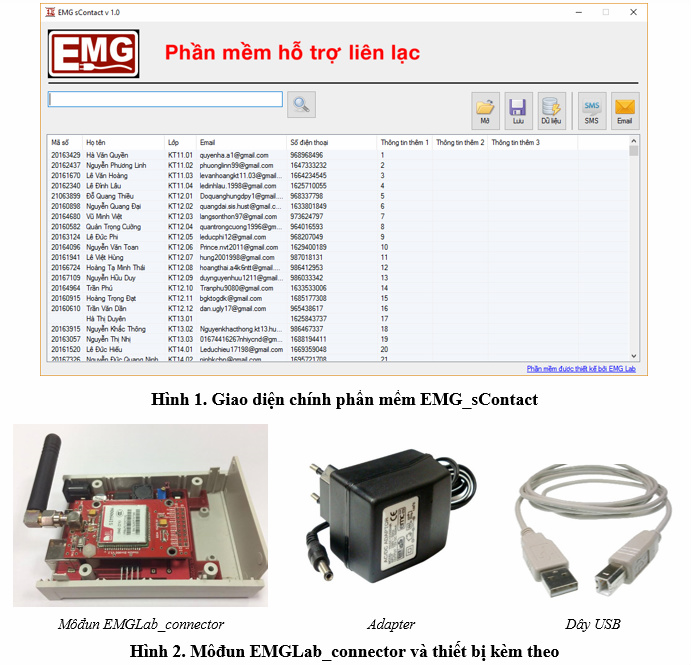 EMG sContact v 1.0
EMG Phần mềm hỗ trợ liên lạc
Mở Lưu Dữ liệu SMS SMS Email
Mã số Họ tên Lớp Email Số điện thoại Thông tin thêm 1 Thông tin thêm 2 Thông tin thêm 3
20163429 Hà Văn Quyền KT11.01 quyenha.a1@gmail.com 968968496 1
20162437 Nguyễn Phương Linh KT11.02 phunglinn99@gmail.com 1647333232 2
20161670 Lê Văn Hoàng KT11.03 levanhoangkt11.03@gmail... 1664234545 3
20162340 Lê Đình Lâu KT11.04 ledinhlau.1998@gmail.com 1625710055 4
21063899 Đỗ Quang Thiều KT12.01 Doquanghungdpy1@gmail... 968337798 5
20160898 Nguyễn Quang Đại KT12.02 quangdai.sie.hust@gmail.c... 1633801849 6
20164680 Vũ Minh Việt KT12.03 langsonthon97@gmail.com 973624797 7
20160582 Quản Trọng Cường KT12.04 quantrongcuong1996@gm... 964016593 8
20163124 Lê Đức Phi KT12.05 leducphi12@gmail.com 968207049 9
20164096 Nguyễn Văn Toan KT12.06 Prince.nvt2011@gmail.com 1629400189 10
20161941 Lê Việt Hùng KT12.07 hung2001998@gmail.com 987018131 11
20166724 Hoàng Tạ Minh Thái KT12.08 hoangthai.a4k6ntt@gmail.... 986412953 12
20167109 Nguyễn Hữu Duy KT12.09 duynguyenhuu1211@gmail... 986033342 13
20164964 Trần Phú KT12.10 Tranphu9080@gmail.com 1633533006 14
20160915 Hoàng Trọng Đạt KT12.11 bgktogdk@gmail.com 1685177308 15
20160610 Trần Văn Dần KT12.12 dan.ugly17@gmail.com 965438617 16
Hà Thị Duyên KT13.01 1625843737 17
20163915 Nguyễn Khắc Thông KT13.02 Nguyenkhacthong.kt13.hu... 986467337 18
20163057 Nguyễn Thị Nhị KT13.03 01674416267nhiycnd@gm... 1688194411 19
20161520 Lê Đức Hiếu KT14.01 Leduchieu17198@gmail.com 1669359048 20
20167326 Nguyễn Đức Quang Ninh KT14.02 ninhkchn@gmail.com 1695721708 21
Phần mềm được thiết kế bởi EMG Lab
Hình 1. Giao diện chính phần mềm EMG_sContact
AC/DC ADAPTOR
Môđun EMGLab_connector Adapter Dây USB
Hình 2. Môđun EMGLab_connector và thiết bị kèm theo